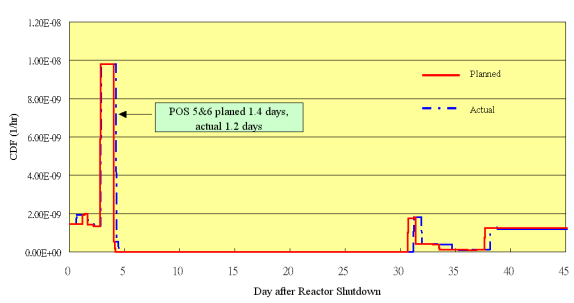 1.20E-08
1.00E-08
8.00E-09
6.00E-09
4.00E-09
2.00E-09
0.00E+00
CDF (1/hr)
POS 5&6 planed 1.4 days,
actual 1.2 days
Planned
Actual
0 5 10 15 20 25 30 35 40 45
Day after Reactor Shutdown